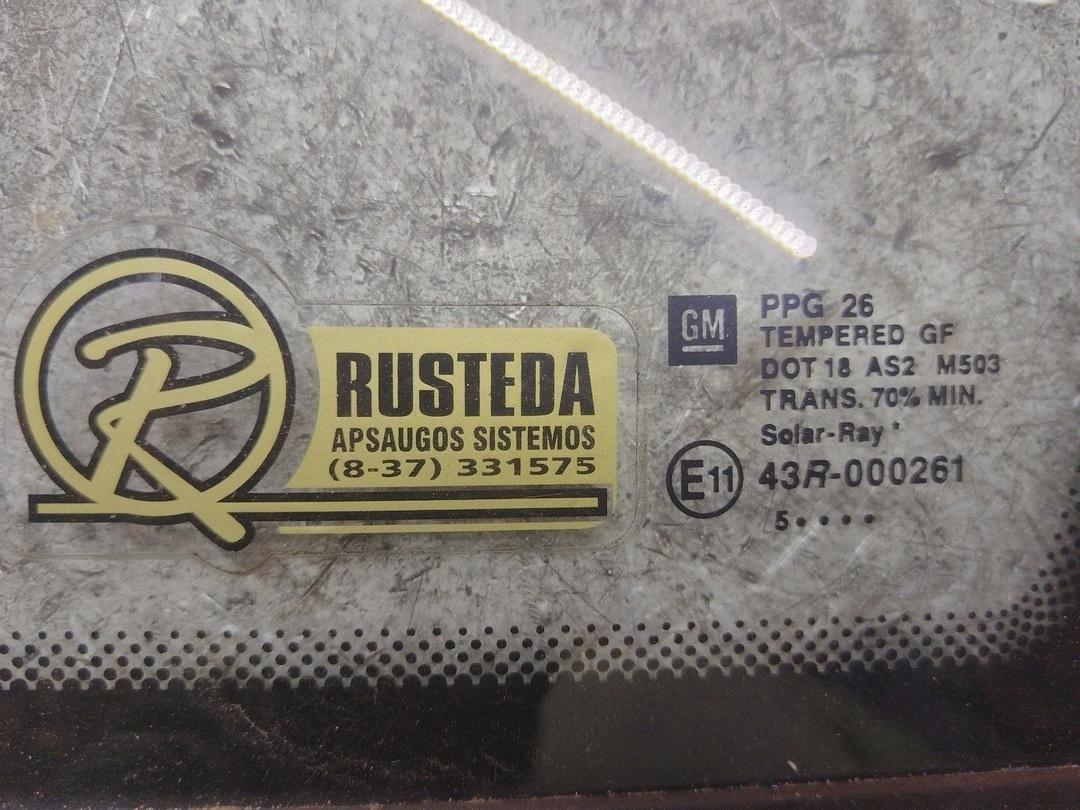 R
RUSTEDA
APSAUGOS SISTEMOS
(8-37) 331575
GM
PPG 26
TEMPERED GF
DOT 18 AS2 M503
TRANS. 70% MIN.
Solar-Ray *
E11 43R-000261
5••••